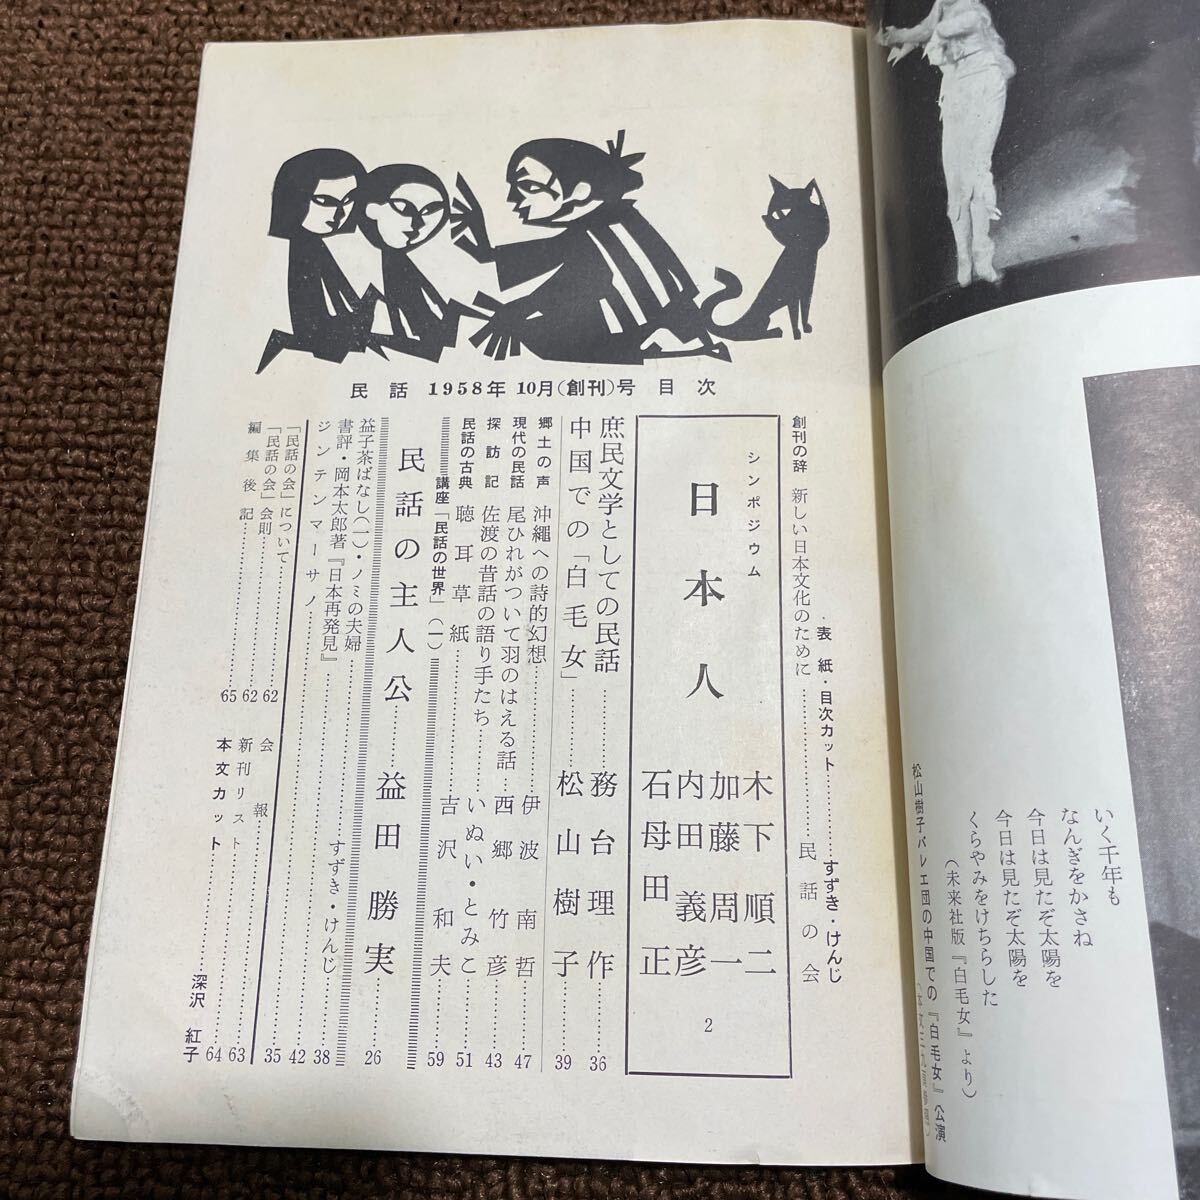 民話 1958年 10月(創刊)号 目次
表紙・目次カット……………すずき・けんじ
創刊の辞 新しい日本文化のために……………民話の会
シンポジウム
日本人
木下順二
加藤周一
内田義彦
石母田正
2
庶民文学としての民話……………務台理作……36
中国での「白毛女」……………松山樹子……39
郷土の声 沖繩への詩的幻想……………伊波南哲……47
現代の民話 尾ひれがついて羽のはえる話……西郷竹彦……43
探訪記 佐渡の昔話の語り手たち……………いぬい・とみこ……51
民話の古典 聴耳草紙……………吉沢和夫……59
講座「民話の世界」(一)
民話の主人公……益田勝実……26
益子茶ばなし(一)・ノミの夫婦……………すずき・けんじ……38
書評・岡本太郎著『日本再発見』……………42
ジンテンマーサノ……………35
「民話の会」について……………62
「民話の会」会則……………62
編集後記……………65
会報……………35
新刊リスト……………63
本文カット……………深沢紅子
64
いく千年も
なんぎをかさね
今日は見たぞ太陽を
今日は見たぞ太陽を
くらやみをけちらした
(未来社版『白毛女』より)
松山樹子バレエ団の中国での『白毛女』公演